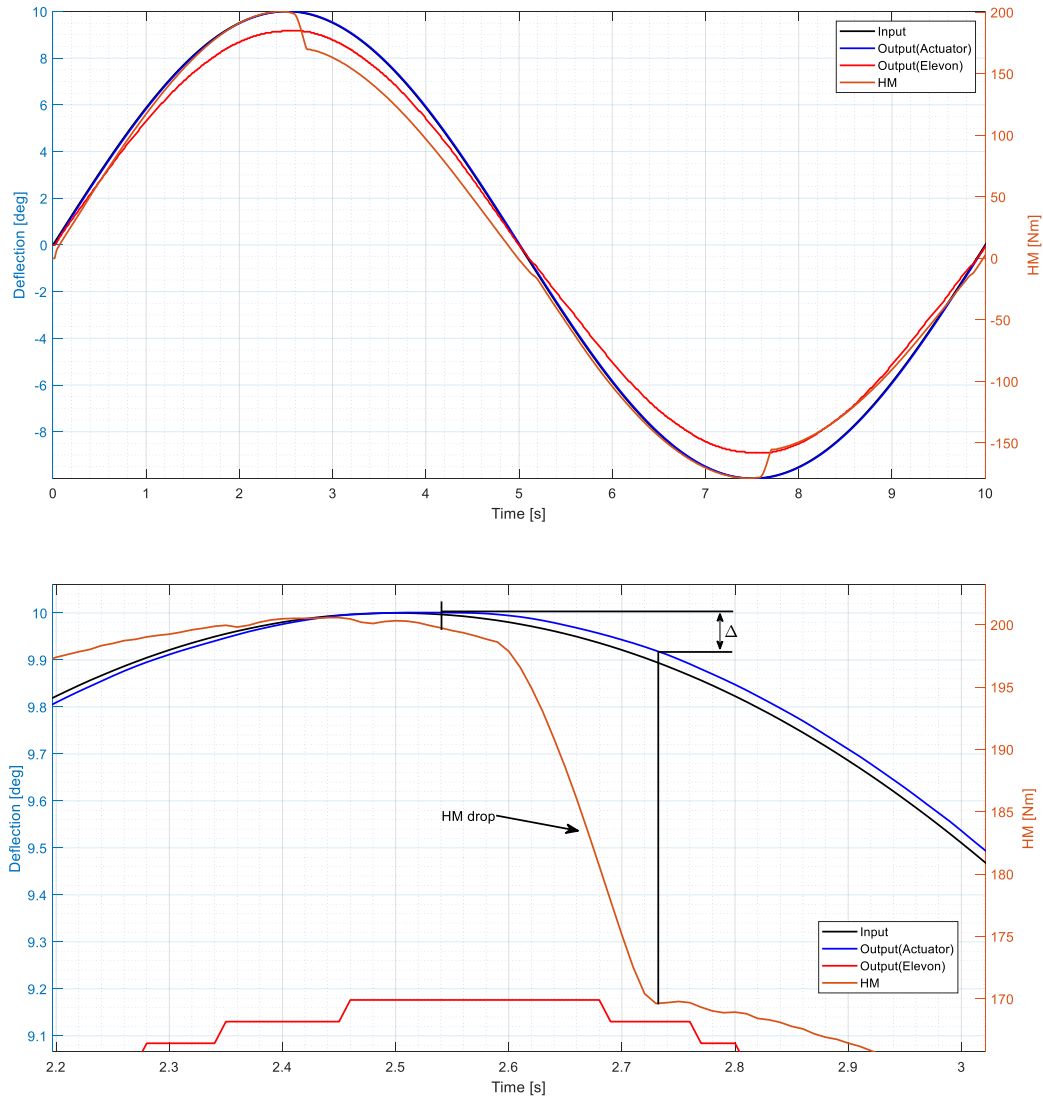 10
8
6
4
2
0
-2
-4
-6
-8
Deflection [deg]
0 1 2 3 4 5 6 7 8 9 10
Time [s]
200
150
100
50
0
-50
-100
-150
HM [Nm]
Input
Output(Actuator)
Output(Elevon)
HM
10
9.9
9.8
9.7
9.6
9.5
9.4
9.3
9.2
9.1
Deflection [deg]
Δ
HM drop
200
195
190
185
180
175
170
HM [Nm]
Input
Output(Actuator)
Output(Elevon)
HM
2.2 2.3 2.4 2.5 2.6 2.7 2.8 2.9 3
Time [s]